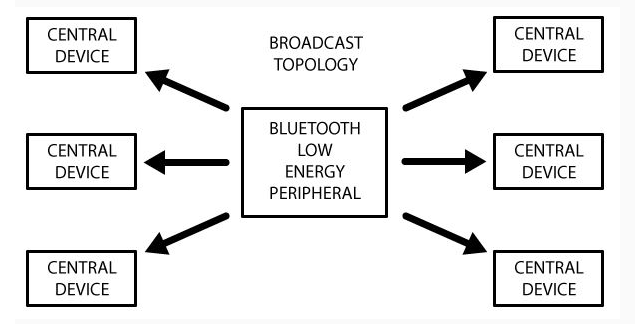 CENTRAL
DEVICE
BROADCAST
TOPOLOGY
CENTRAL
DEVICE
CENTRAL
DEVICE
BLUETOOTH
LOW
ENERGY
PERIPHERAL
CENTRAL
DEVICE
CENTRAL
DEVICE
CENTRAL
DEVICE